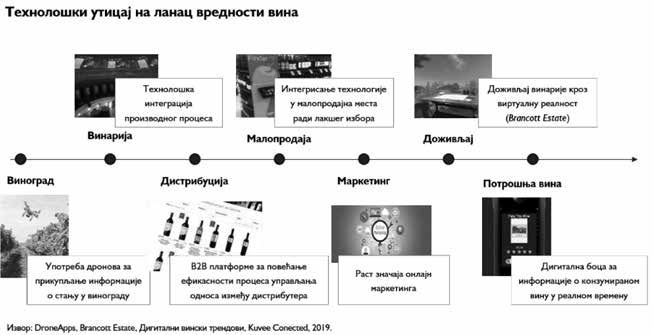 Технолошки утицај на ланац вредности вина
Технолошка
интеграција
производног процеса
Интегрисање технологије
у малопродајна места
ради лакшег избора
Доживљај винарије кроз
виртуелну реалност
(Brancott Estate)
Винарија
Малопродаја
Доживљај
Виноград
Дистрибуција
Маркетинг
Потрошња вина
Употреба дронова за
прикупљање информације
о стању у винограду
B2B платформе за повећање
ефикасности процеса управљања
односа између дистрибутера
Раст значаја онлајн
маркетинга
Дигитална боца за
информације о конзумираном
вину у реалном времену
Извор: DroneApps, Brancott Estate, Дигитални вински трендови, Kuvee Conected, 2019.